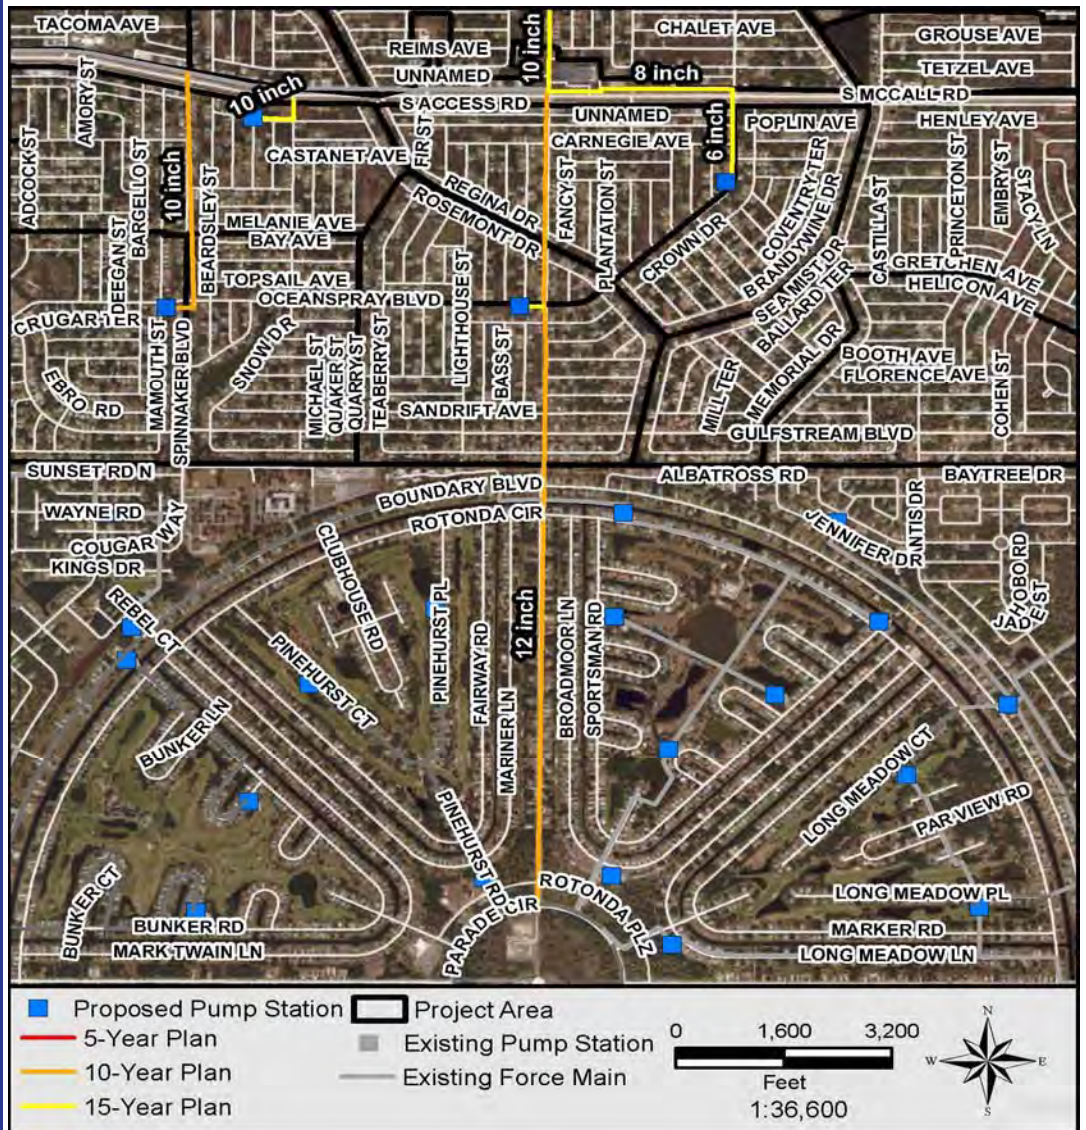 TACOMA AVE
REIMS AVE
UNNAMED
10 inch
CHALET AVE
GROUSE AVE
TETZEL AVE
8 inch
S MCCALL RD
10 inch
S ACCESS RD
UNNAMED
CARNEGIE AVE
6 inch
POPLIN AVE
HENLEY AVE
AMORY ST
ADCOCK ST
BARGELLO ST
DEEGAN ST
10 inch
BEARDSLEY ST
CASTANET AVE
FIRST
REGINA DR
ROSEMONT DR
FANCY ST
PLANTATION ST
CROWN DR
COVENTRY TER
BRANDYWINE DR
SEA MIST DR
BALLARD TER
CASTILLA ST
PRINCETON ST
EMBRY ST
STACY LN
GRETCHEN AVE
HELICON AVE
MELANIE AVE
BAY AVE
TOPSAIL AVE
OCEANSPRAY BLVD
LIGHTHOUSE ST
BASS ST
CRUGAR TER
EBRO RD
MAMOUTH ST
SPINNAKER BLVD
SNOW DR
MICHAEL ST
QUAKER ST
QUARRY ST
TEABERRY ST
SANDRIFT AVE
MILL TER
MEMORIAL DR
BOOTH AVE
FLORENCE AVE
COHEN ST
GULFSTREAM BLVD
SUNSET RD N
ALBATROSS RD
BAYTREE DR
WAYNE RD
COUGAR WAY
KINGS DR
BOUNDARY BLVD
ROTONDA CIR
JENNIFER DR
ANTIS DR
HOBO RD
JADE ST
REBEL CT
CLUBHOUSE RD
PINEHURST PL
PINEHURST CT
FAIRWAY RD
MARINER LN
12 inch
BROADMOOR LN
SPORTSMAN RD
BUNKER LN
LONG MEADOW CT
PAR VIEW RD
PINEHURST RD
BUNKER CT
BUNKER RD
MARK TWAIN LN
PARADE CIR
ROTONDA PLZ
LONG MEADOW PL
MARKER RD
LONG MEADOW LN
Proposed Pump Station
5-Year Plan
10-Year Plan
15-Year Plan
Project Area
Existing Pump Station
Existing Force Main
0 1,600 3,200
Feet
1:36,600
N
W E
S